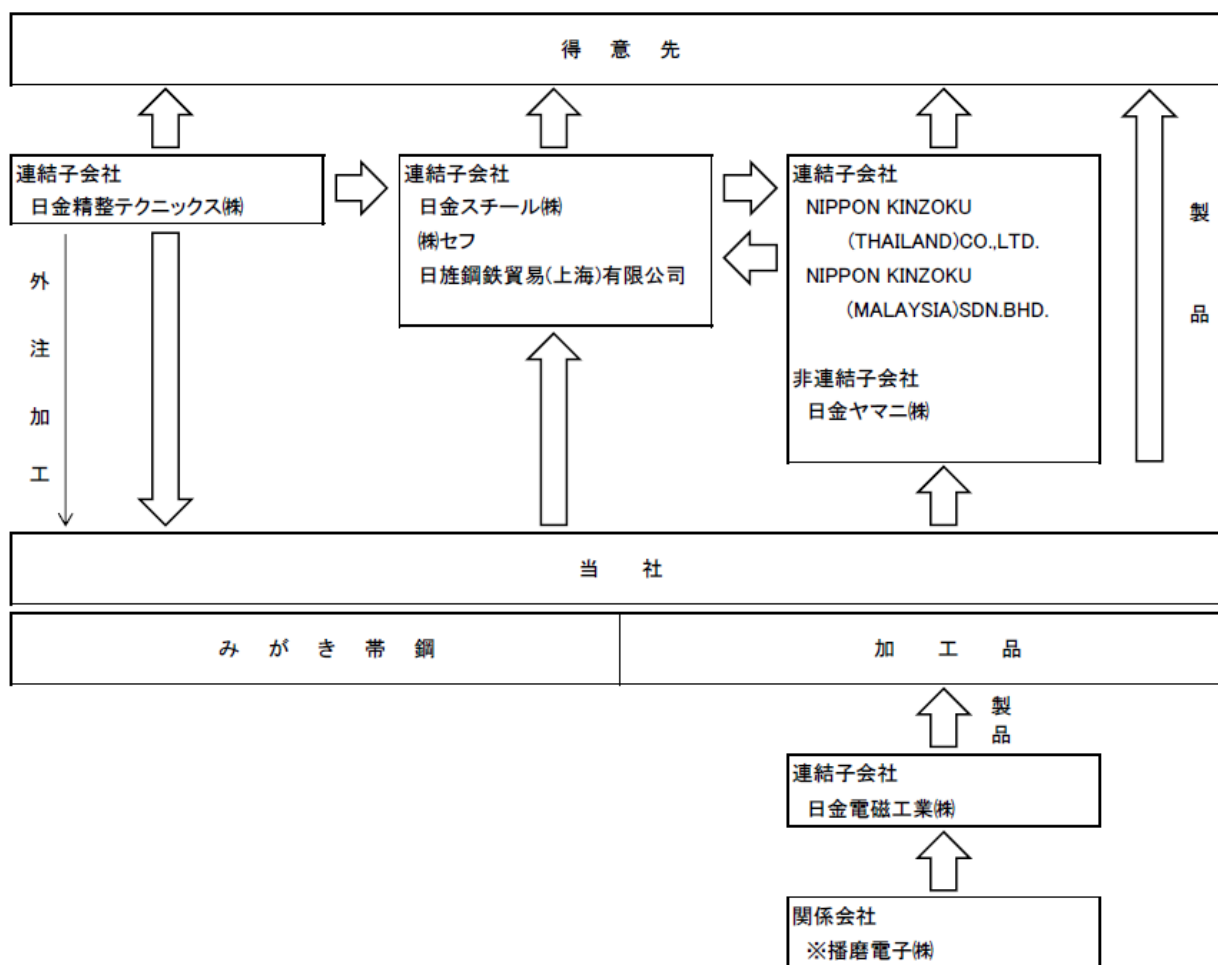 得意先
連結子会社
日金精整テクニックス㈱
連結子会社
日金スチール㈱
㈱セフ
日旌鋼鉄貿易(上海)有限公司
連結子会社
NIPPON KINZOKU
(THAILAND)CO.,LTD.
NIPPON KINZOKU
(MALAYSIA)SDN.BHD.
非連結子会社
日金ヤマニ㈱
製品
外注加工
当社
みがき帯鋼
加工品
製品
連結子会社
日金電磁工業㈱
関係会社
※播磨電子㈱